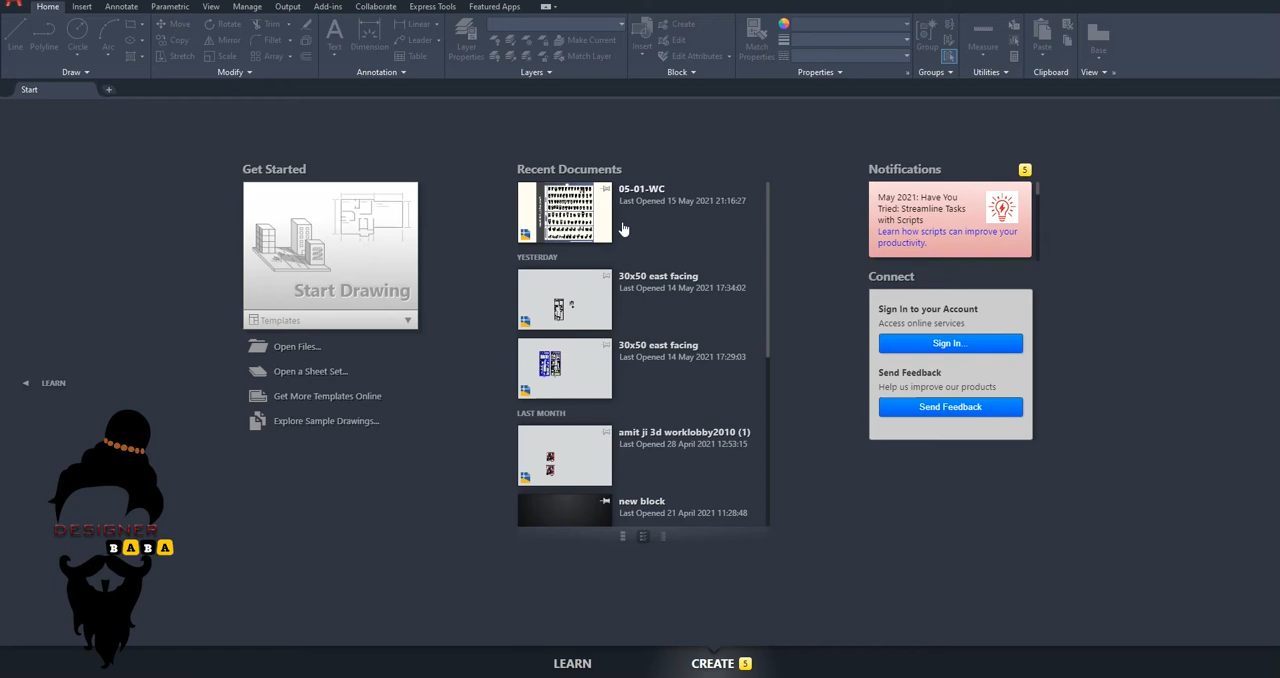 Home Insert Annotate Parametric View Manage Output Add-ins Collaborate Express Tools Featured Apps
Move Rotate Trim Linear Create
Line Polyline Circle Arc Copy Mirror Fillet Text Dimension Leader Layer Properties Make Current Insert Edit Match Properties Group Measure Paste Base
Stretch Scale Array Table Match Layer Edit Attributes
Draw Modify Annotation Layers Block Properties Groups Utilities Clipboard View
Start
Get Started
Start Drawing
Templates
Open Files...
Open a Sheet Set...
Get More Templates Online
Explore Sample Drawings...
LEARN
Recent Documents
05-01-WC
Last Opened 15 May 2021 21:16:27
YESTERDAY
30x50 east facing
Last Opened 14 May 2021 17:34:02
30x50 east facing
Last Opened 14 May 2021 17:29:03
LAST MONTH
amit ji 3d worklobby2010 (1)
Last Opened 28 April 2021 12:53:15
new block
Last Opened 21 April 2021 11:28:48
Notifications 5
May 2021: Have You
Tried: Streamline Tasks
with Scripts
Learn how scripts can improve your
productivity.
Connect
Sign In to your Account
Access online services
Sign In...
Send Feedback
Help us improve our products
Send Feedback
DESIGNER
BABA
LEARN CREATE 5